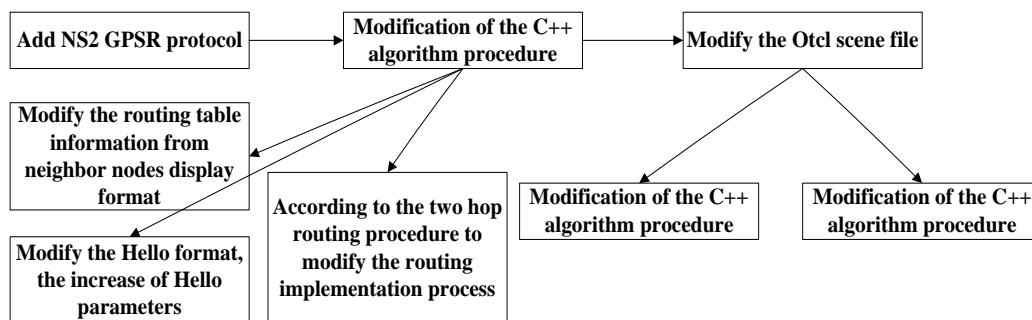 Add NS2 GPSR protocol
Modification of the C++
algorithm procedure
Modify the Otcl scene file
Modify the routing table
information from
neighbor nodes display
format
Modify the Hello format,
the increase of Hello
parameters
According to the two hop
routing procedure to
modify the routing
implementation process
Modification of the C++
algorithm procedure
Modification of the C++
algorithm procedure